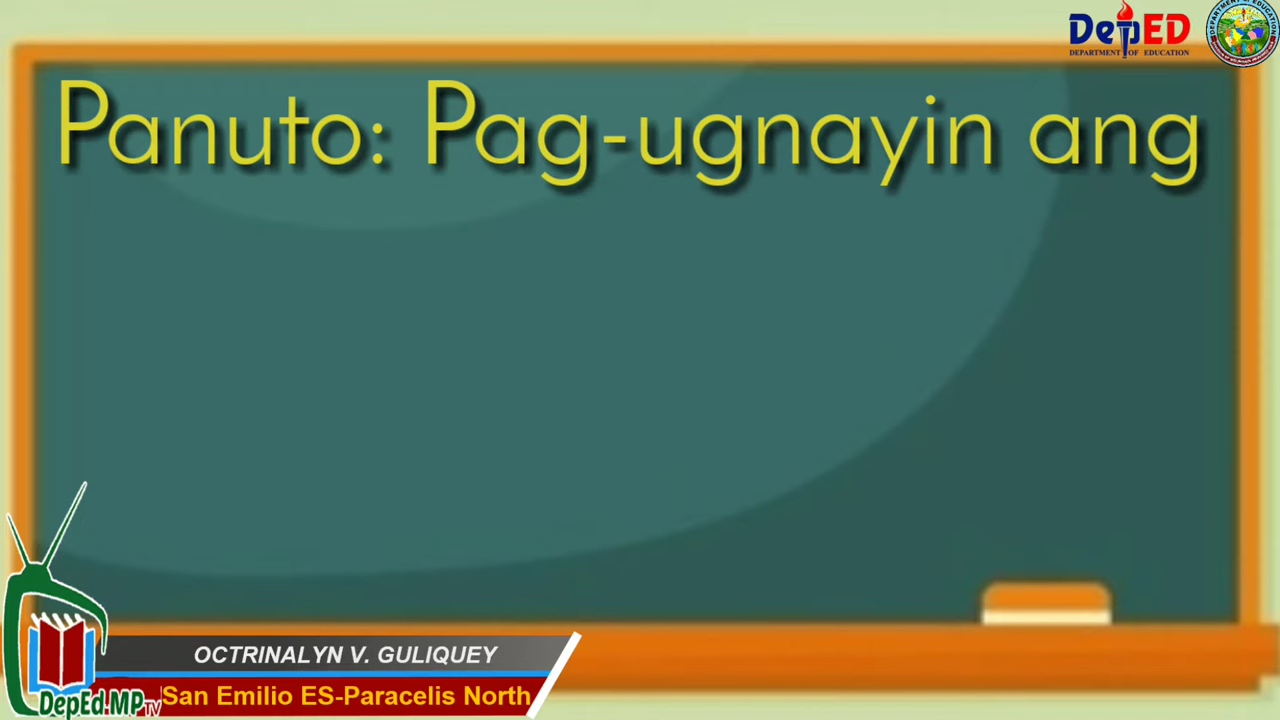 DepED
DEPARTMENT OF EDUCATION
Panuto: Pag-ugnayin ang
OCTRINALYN V. GULIQUEY
San Emilio ES-Paracelis North
DepEd.MP TV